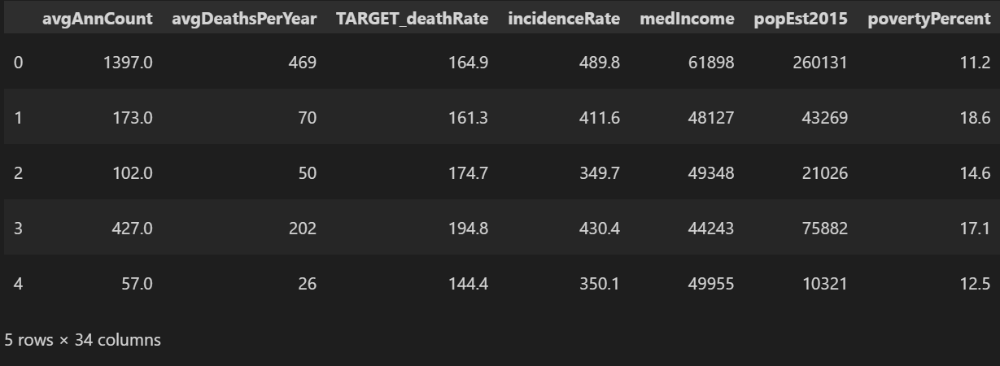 avgAnnCount avgDeathsPerYear TARGET_deathRate incidenceRate medIncome popEst2015 povertyPercent
0 1397.0 469 164.9 489.8 61898 260131 11.2
1 173.0 70 161.3 411.6 48127 43269 18.6
2 102.0 50 174.7 349.7 49348 21026 14.6
3 427.0 202 194.8 430.4 44243 75882 17.1
4 57.0 26 144.4 350.1 49955 10321 12.5
5 rows × 34 columns